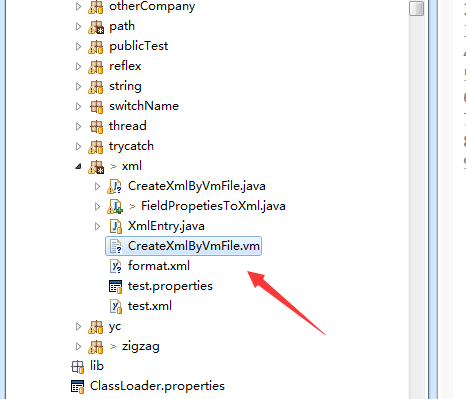 otherCompany
path
publicTest
reflex
string
switchName
thread
trycatch
> xml
CreateXmlByVmFile.java
> FieldPropetiesToXml.java
XmlEntry.java
CreateXmlByVmFile.vm
format.xml
test.properties
test.xml
yc
> zigzag
lib
ClassLoader.properties